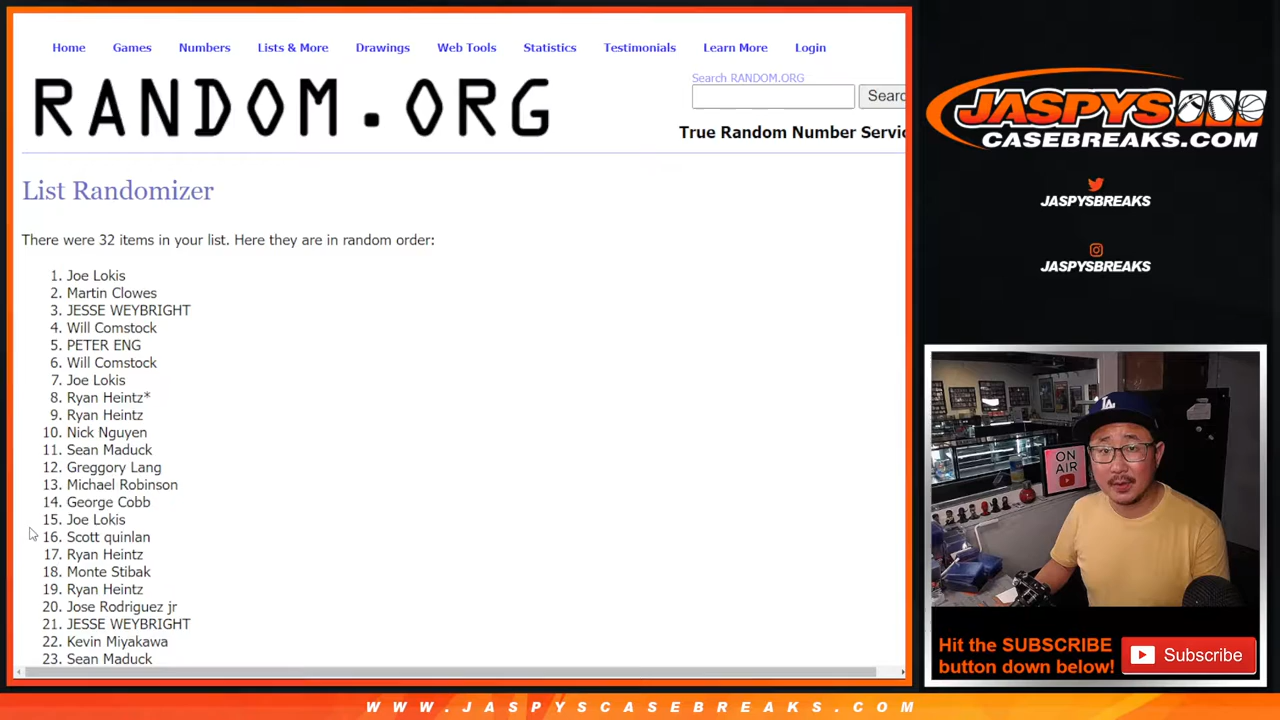 Home Games Numbers Lists & More Drawings Web Tools Statistics Testimonials Learn More Login
RANDOM.ORG
Search RANDOM.ORG
Searc
True Random Number Servic
List Randomizer
There were 32 items in your list. Here they are in random order:
1. Joe Lokis
2. Martin Clowes
3. JESSE WEYBRIGHT
4. Will Comstock
5. PETER ENG
6. Will Comstock
7. Joe Lokis
8. Ryan Heintz*
9. Ryan Heintz
10. Nick Nguyen
11. Sean Maduck
12. Greggory Lang
13. Michael Robinson
14. George Cobb
15. Joe Lokis
16. Scott quinlan
17. Ryan Heintz
18. Monte Stibak
19. Ryan Heintz
20. Jose Rodriguez jr
21. JESSE WEYBRIGHT
22. Kevin Miyakawa
23. Sean Maduck
JASPYS
CASEBREAKS.COM
JASPYSBREAKS
JASPYSBREAKS
LA
ON
AIR
Hit the SUBSCRIBE
button down below!
Subscribe
WWW.JASPYSCASEBREAKS.COM